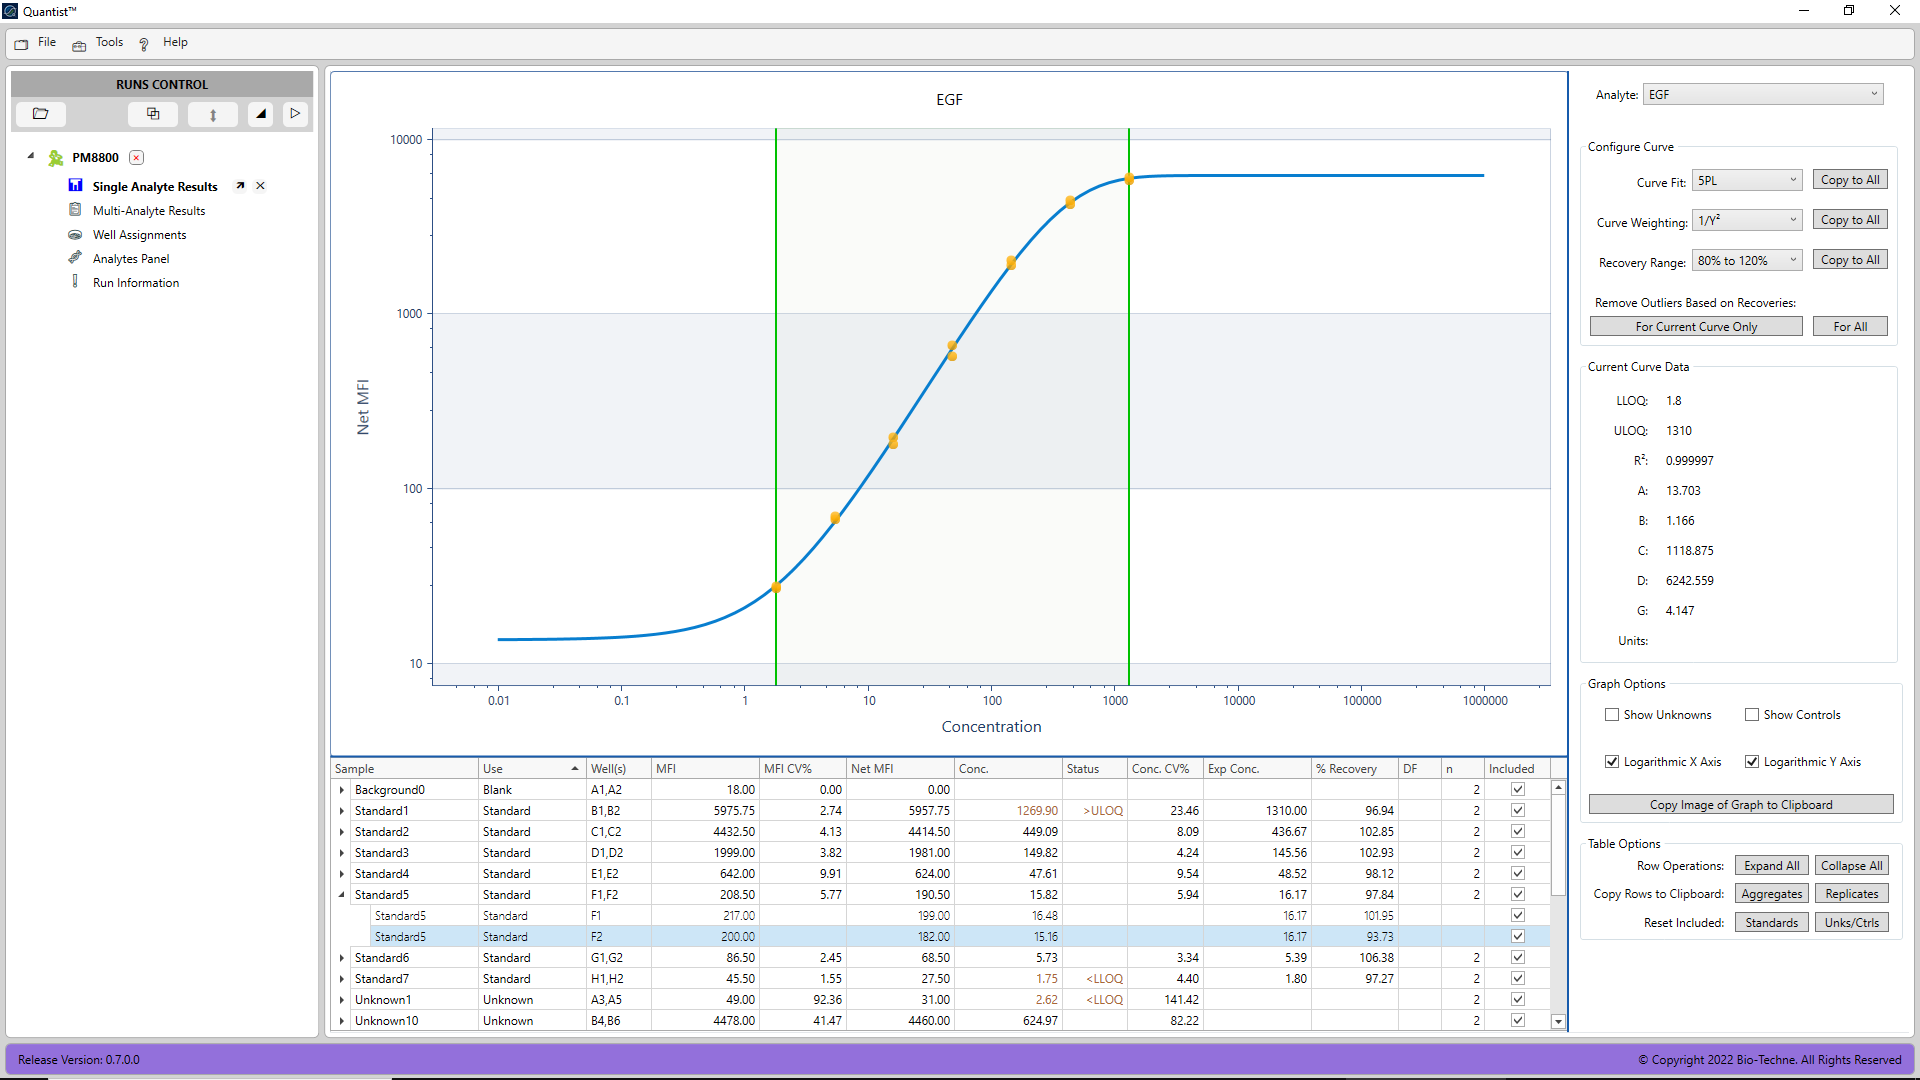 Quantist™
File Tools Help
RUNS CONTROL
PM8800
Single Analyte Results
Multi-Analyte Results
Well Assignments
Analytes Panel
Run Information
EGF
Net MFI
10000
1000
100
10
0.01 0.1 1 10 100 1000 10000 100000 1000000
Concentration
Sample Use Well(s) MFI MFI CV% Net MFI Conc. Status Conc. CV% Exp Conc. % Recovery DF n Included
Background0 Blank A1,A2 18.00 0.00 0.00 2
Standard1 Standard B1,B2 5975.75 2.74 5957.75 1269.90 >ULOQ 23.46 1310.00 96.94 2
Standard2 Standard C1,C2 4432.50 4.13 4414.50 449.09 8.09 436.67 102.85 2
Standard3 Standard D1,D2 1999.00 3.82 1981.00 149.82 4.24 145.56 102.93 2
Standard4 Standard E1,E2 642.00 9.91 624.00 47.61 9.54 48.52 98.12 2
Standard5 Standard F1,F2 208.50 5.77 190.50 15.82 5.94 16.17 97.84 2
Standard5 Standard F1 217.00 199.00 16.48 16.17 101.95
Standard5 Standard F2 200.00 182.00 15.16 16.17 93.73
Standard6 Standard G1,G2 86.50 2.45 68.50 5.73 3.34 5.39 106.38 2
Standard7 Standard H1,H2 45.50 1.55 27.50 1.75 <LLOQ 4.40 1.80 97.27 2
Unknown1 Unknown A3,A5 49.00 92.36 31.00 2.62 <LLOQ 141.42 2
Unknown10 Unknown B4,B6 4478.00 41.47 4460.00 624.97 82.22 2
Analyte: EGF
Configure Curve
Curve Fit: 5PL Copy to All
Curve Weighting: 1/Y² Copy to All
Recovery Range: 80% to 120% Copy to All
Remove Outliers Based on Recoveries:
For Current Curve Only For All
Current Curve Data
LLOQ: 1.8
ULOQ: 1310
R²: 0.999997
A: 13.703
B: 1.166
C: 1118.875
D: 6242.559
G: 4.147
Units:
Graph Options
Show Unknowns Show Controls
Logarithmic X Axis Logarithmic Y Axis
Copy Image of Graph to Clipboard
Table Options
Row Operations: Expand All Collapse All
Copy Rows to Clipboard: Aggregates Replicates
Reset Included: Standards Unks/Ctrls
Release Version: 0.7.0.0
© Copyright 2022 Bio-Techne. All Rights Reserved